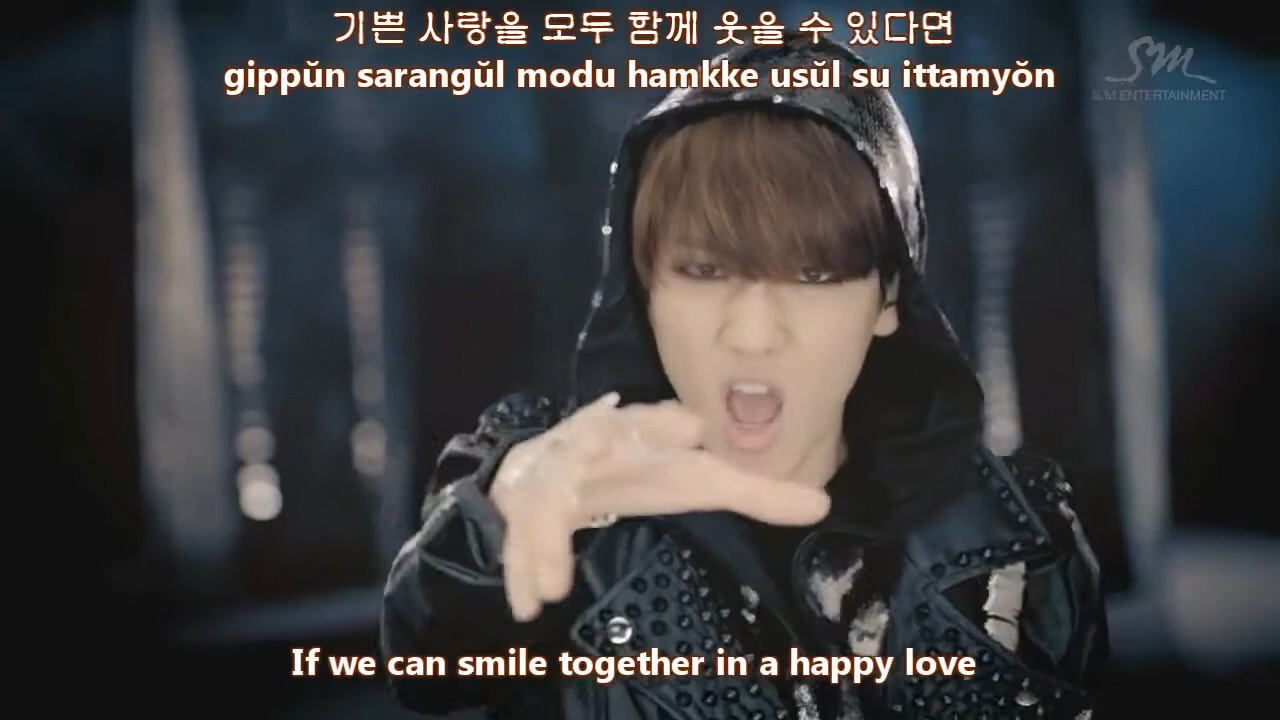 기쁜 사랑을 모두 함께 웃을 수 있다면
gippŭn sarangŭl modu hamkke usŭl su ittamyŏn
SM
S.M. ENTERTAINMENT
If we can smile together in a happy love